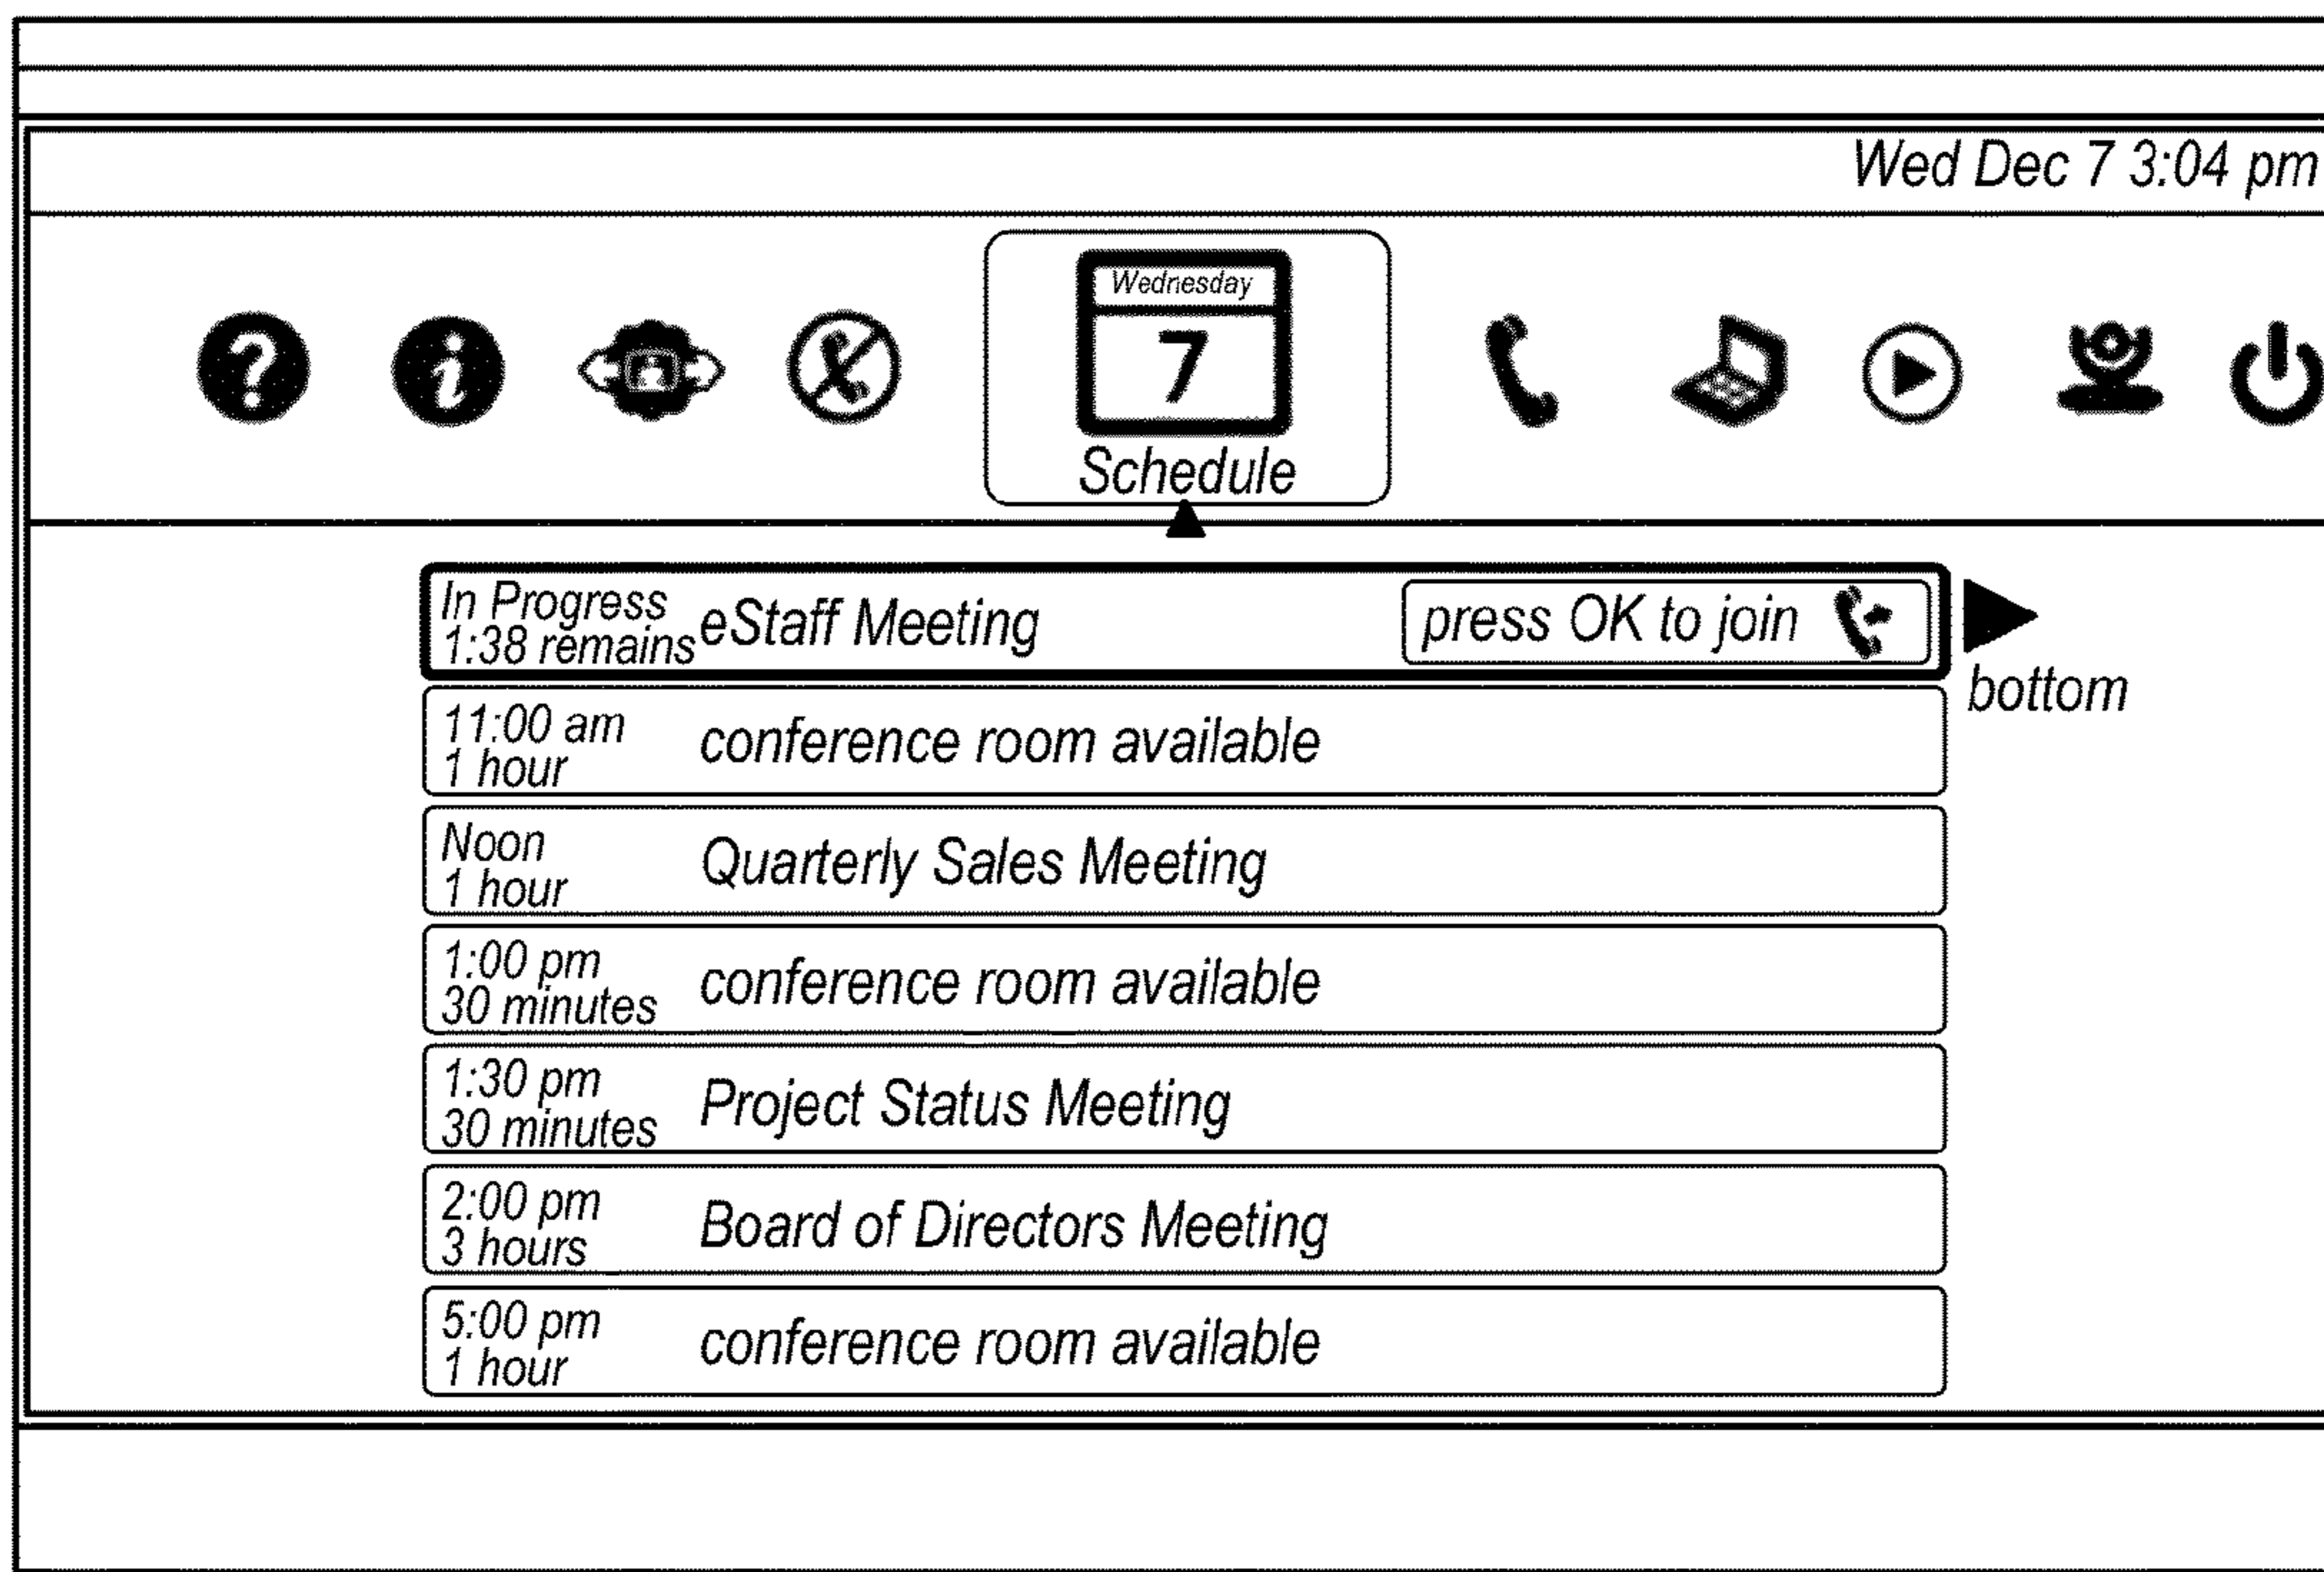 Wed Dec 7 3:04 pm
Wednesday
7
Schedule
In Progress
1:38 remains
eStaff Meeting
press OK to join
bottom
11:00 am
1 hour
conference room available
Noon
1 hour
Quarterly Sales Meeting
1:00 pm
30 minutes
conference room available
1:30 pm
30 minutes
Project Status Meeting
2:00 pm
3 hours
Board of Directors Meeting
5:00 pm
1 hour
conference room available